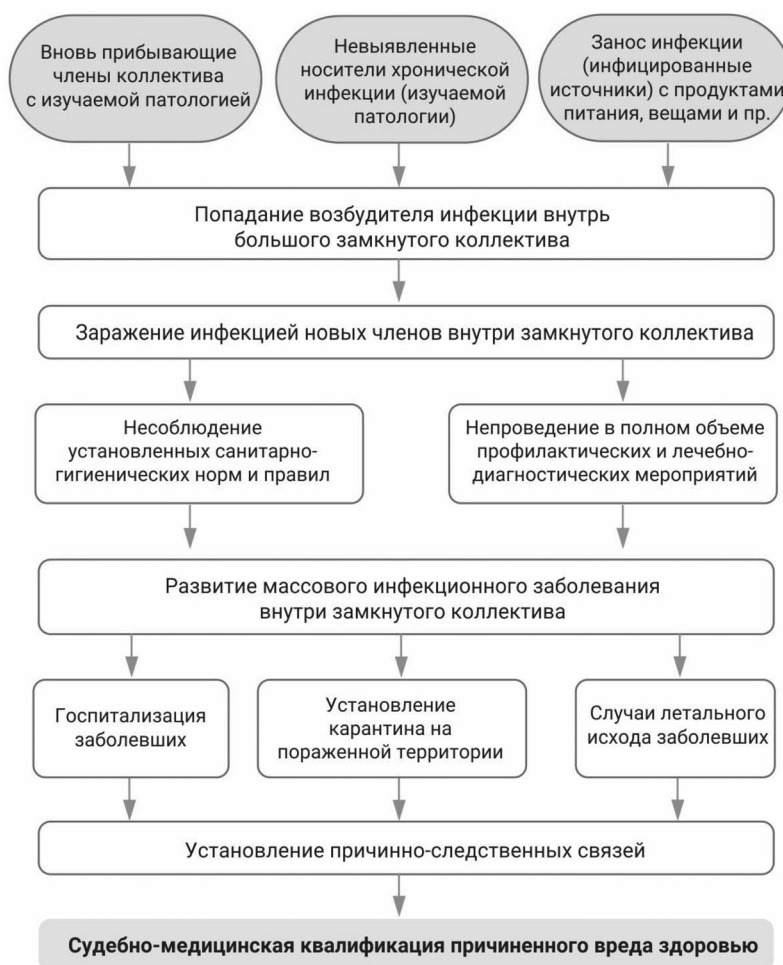 Вновь прибывающие
члены коллектива
с изучаемой патологией
Невыявленные
носители хронической
инфекции (изучаемой
патологии)
Занос инфекции
(инфицированные
источники) с продуктами
питания, вещами и пр.
Попадание возбудителя инфекции внутрь
большого замкнутого коллектива
Заражение инфекцией новых членов внутри замкнутого коллектива
Несоблюдение
установленных санитарно-
гигиенических норм и правил
Непроведение в полном объеме
профилактических и лечебно-
диагностических мероприятий
Развитие массового инфекционного заболевания
внутри замкнутого коллектива
Госпитализация
заболевших
Установление
карантина на
пораженной территории
Случаи летального
исхода заболевших
Установление причинно-следственных связей
Судебно-медицинская квалификация причиненного вреда здоровью